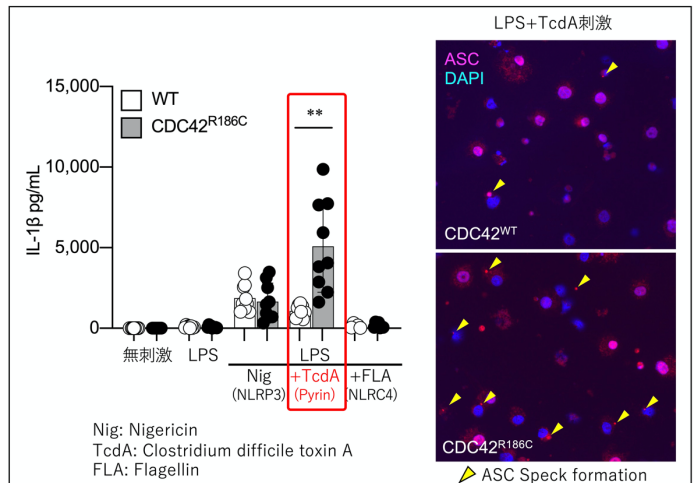 LPS+TcdA刺激
15,000
10,000
5,000
0
IL-1β pg/mL
WT
CDC42R186C
**
無刺激
LPS
LPS
Nig
(NLRP3)
+TcdA
(Pyrin)
+FLA
(NLRC4)
Nig: Nigericin
TcdA: Clostridium difficile toxin A
FLA: Flagellin
ASC
DAPI
CDC42WT
CDC42R186C
ASC Speck formation